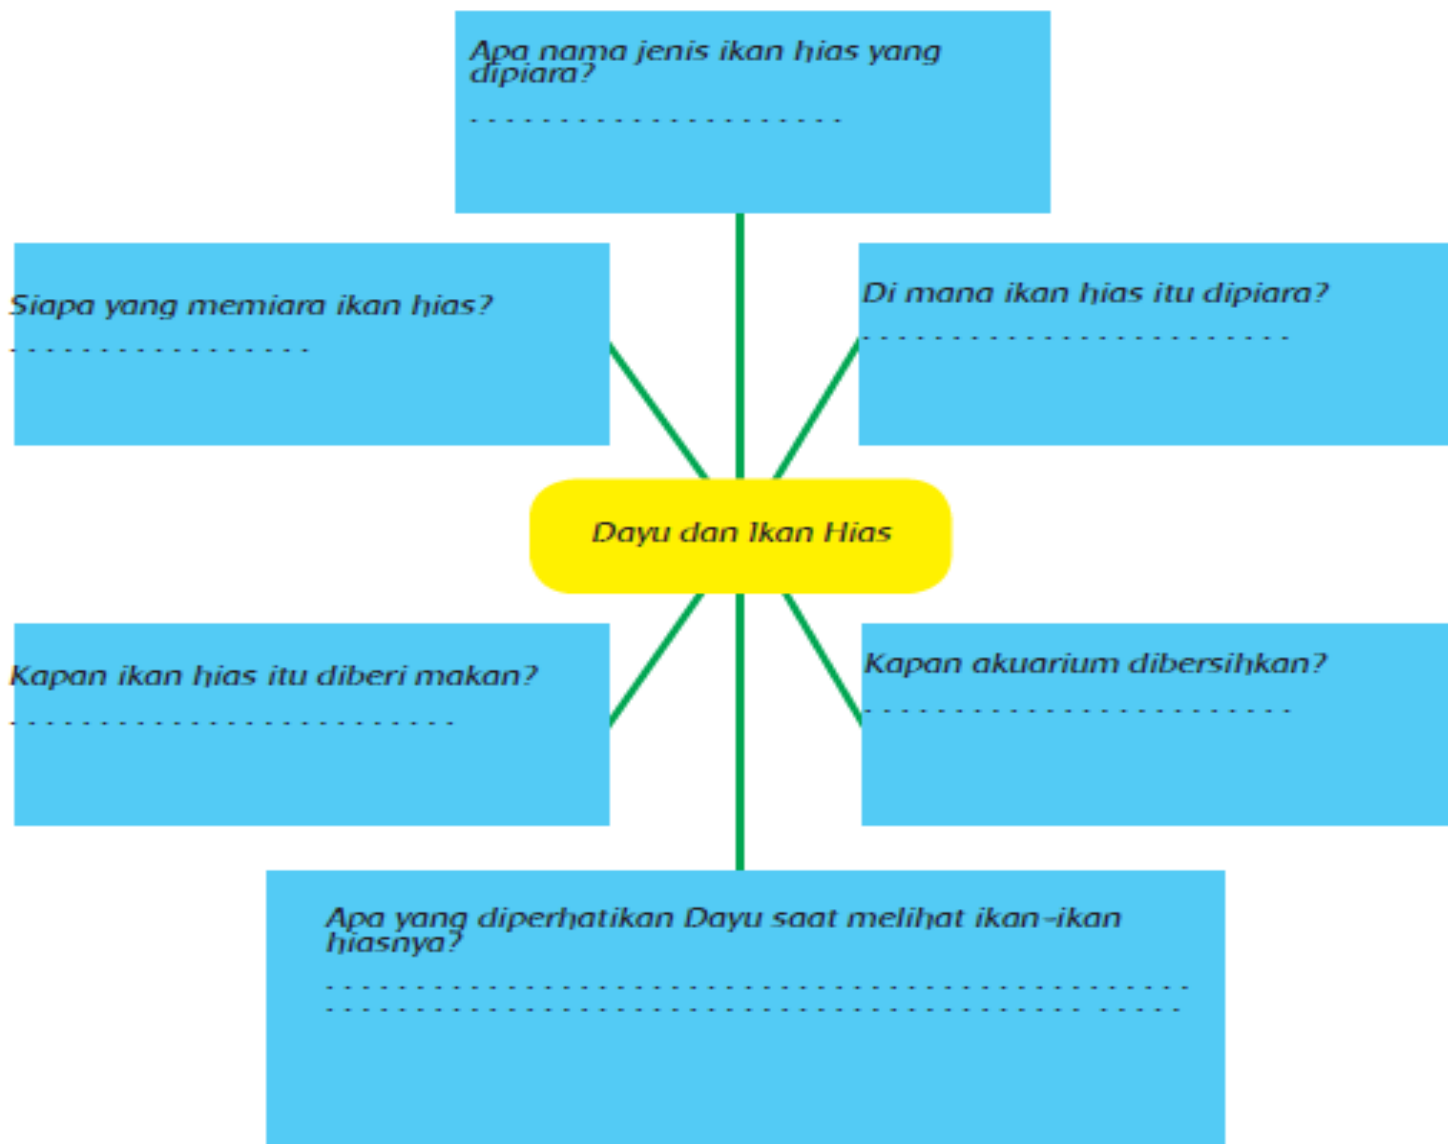 Apa nama jenis ikan hias yang
dipiara?
- - - - - - - - - - - - - - - - - - - - -
Siapa yang memiara ikan hias?
- - - - - - - - - - - - - - - - -
Di mana ikan hias itu dipiara?
- - - - - - - - - - - - - - - - - - - - - - - -
Dayu dan Ikan Hias
Kapan ikan hias itu diberi makan?
- - - - - - - - - - - - - - - - - - - - - - - - -
Kapan akuarium dibersihkan?
- - - - - - - - - - - - - - - - - - - - - - - -
Apa yang diperhatikan Dayu saat melihat ikan-ikan
hiasnya?
- - - - - - - - - - - - - - - - - - - - - - - - - - - - - - - - - - - - - - - - - - - - - - - -
- - - - - - - - - - - - - - - - - - - - - - - - - - - - - - - - - - - - - - - - - -  - - - - -